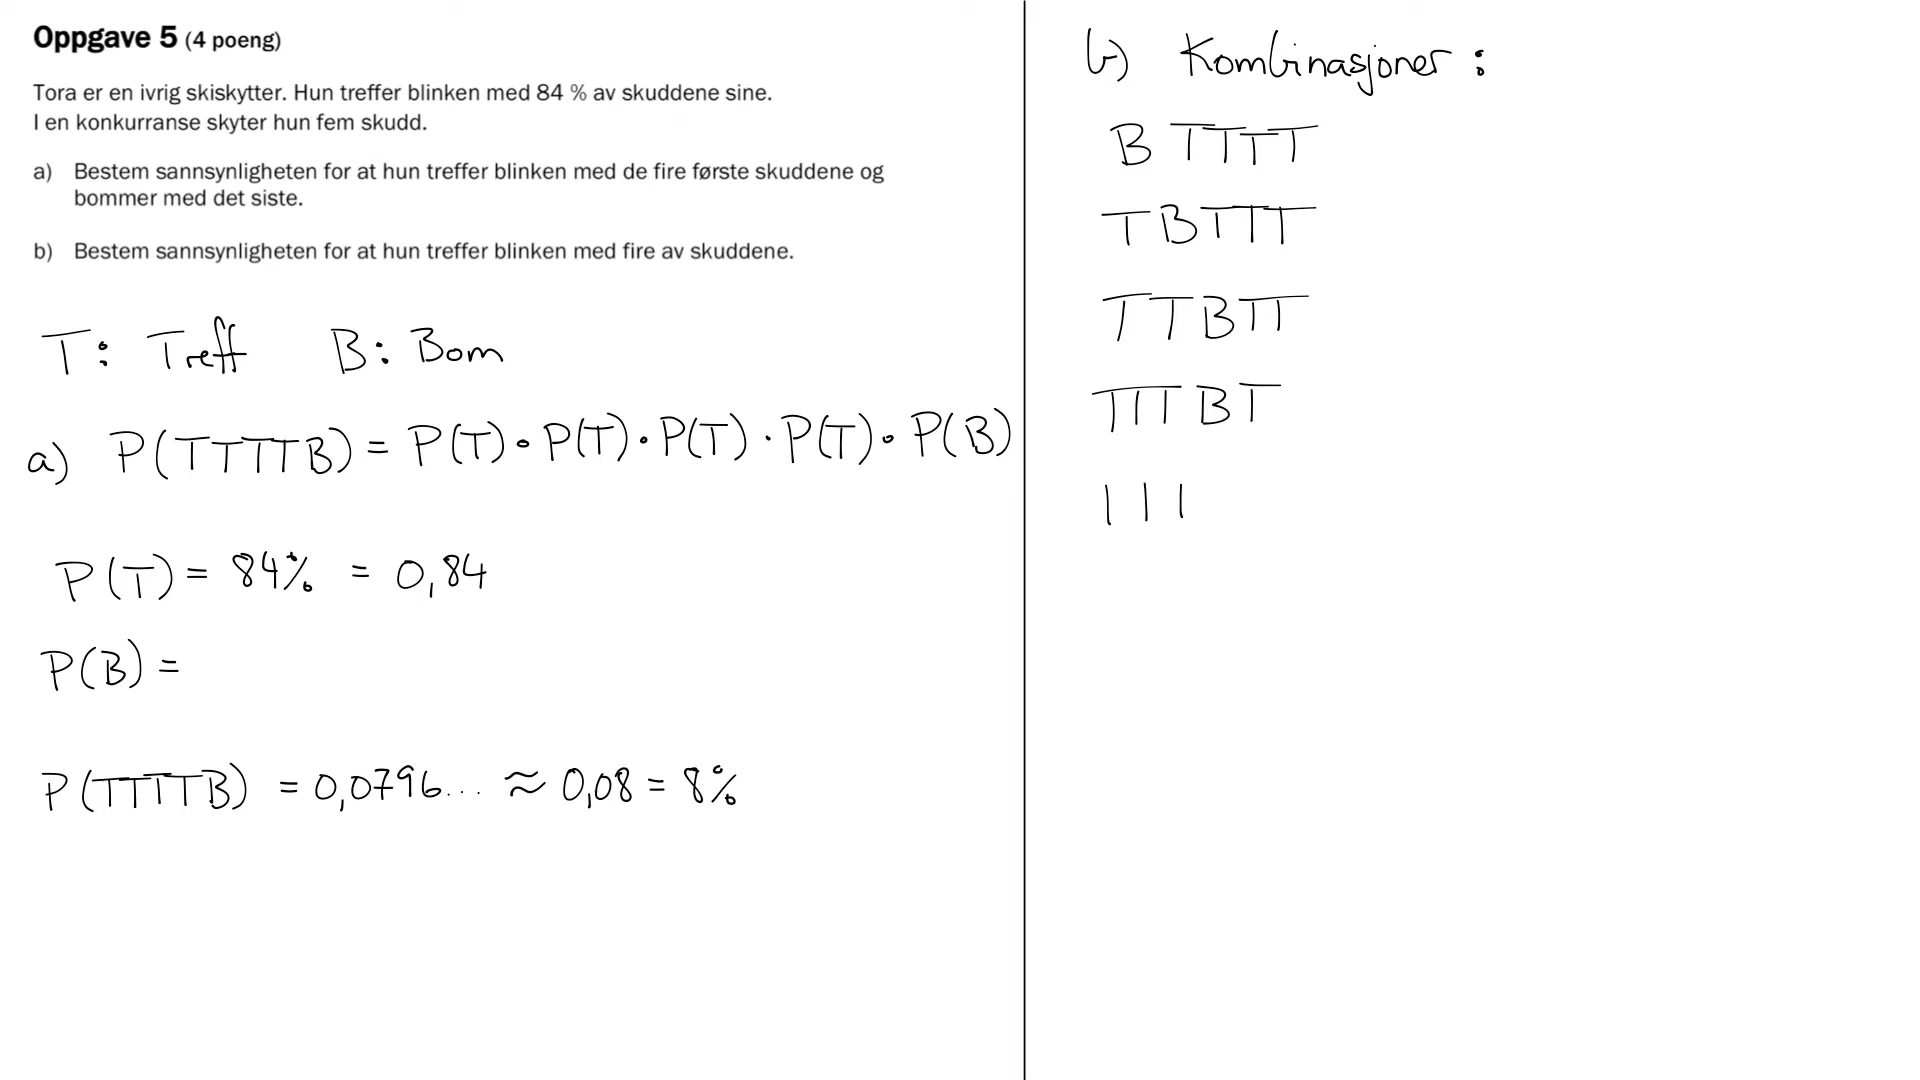 Oppgave 5 (4 poeng)
Tora er en ivrig skiskytter. Hun treffer blinken med 84 % av skuddene sine.
I en konkurranse skyter hun fem skudd.
a) Bestem sannsynligheten for at hun treffer blinken med de fire første skuddene og
bommer med det siste.
b) Bestem sannsynligheten for at hun treffer blinken med fire av skuddene.
T: Treff B: Bom
a) P(TTTTB) = P(T) · P(T) · P(T) · P(T) · P(B)
P(T) = 84% = 0,84
P(B) =
P(TTTTB) = 0,0796... ≈ 0,08 = 8%
b) Kombinasjoner:
B TTTT
TBTTT
TTBTT
TTTBT
| | |